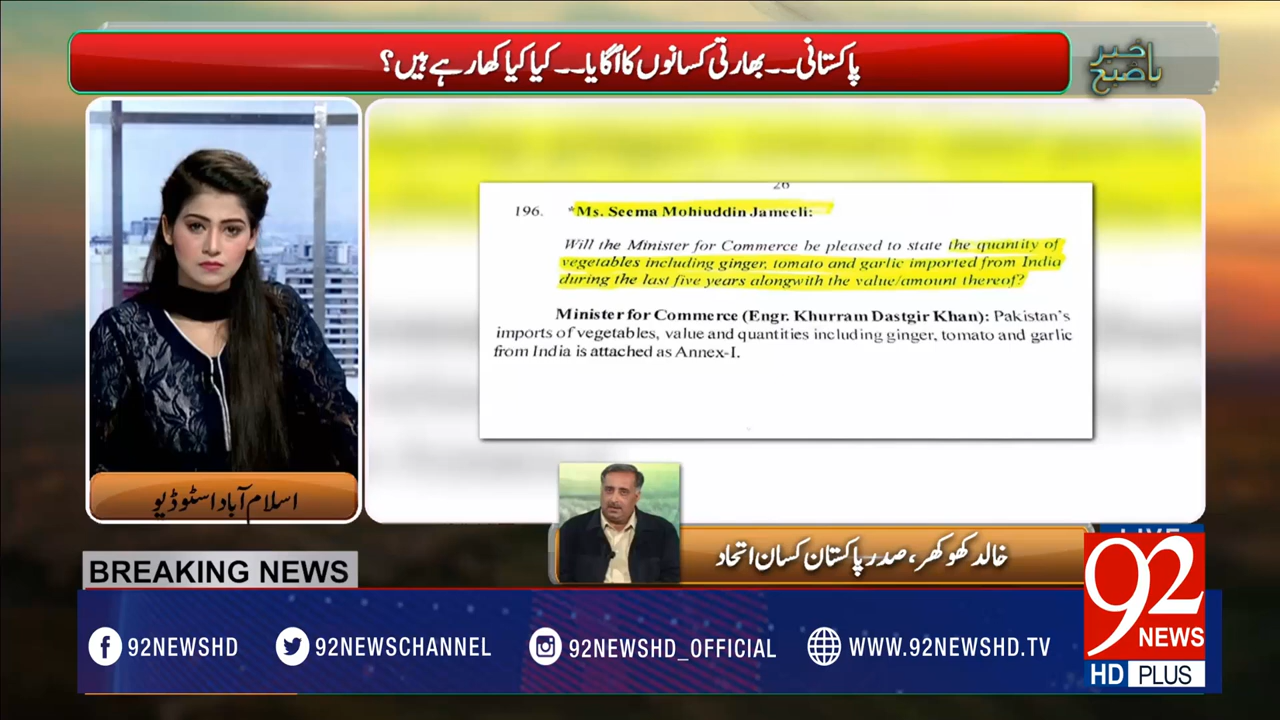 پاکستانی۔۔ بھارتی کسانوں کا اگایا۔۔۔ کیا کیا کھا رہے ہیں؟
باخبر صبح
26
196. *Ms. Seema Mohiuddin Jameeli:
Will the Minister for Commerce be pleased to state the quantity of
vegetables including ginger, tomato and garlic imported from India
during the last five years alongwith the value/amount thereof?
Minister for Commerce (Engr. Khurram Dastgir Khan): Pakistan's
imports of vegetables, value and quantities including ginger, tomato and garlic
from India is attached as Annex-I.
اسلام آباد اسٹوڈیو
خالد کھوکھر، صدر پاکستان کسان اتحاد
LIVE
BREAKING NEWS
92
NEWS
HD PLUS
92NEWSHD
92NEWSCHANNEL
92NEWSHD_OFFICIAL
WWW.92NEWSHD.TV